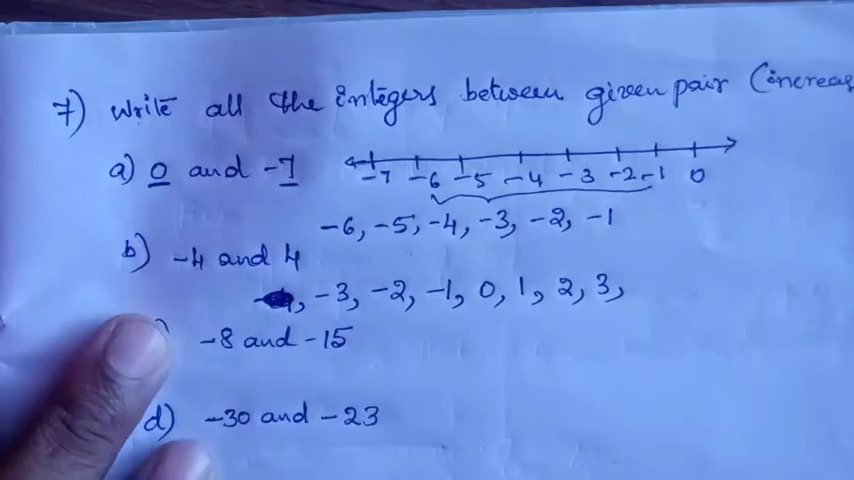 7) Write all the Integers between given pair (increas
a) 0 and -7
-7 -6 -5 -4 -3 -2 -1 0
-6, -5, -4, -3, -2, -1
b) -4 and 4
, -3, -2, -1, 0, 1, 2, 3,
) -8 and -15
d) -30 and -23